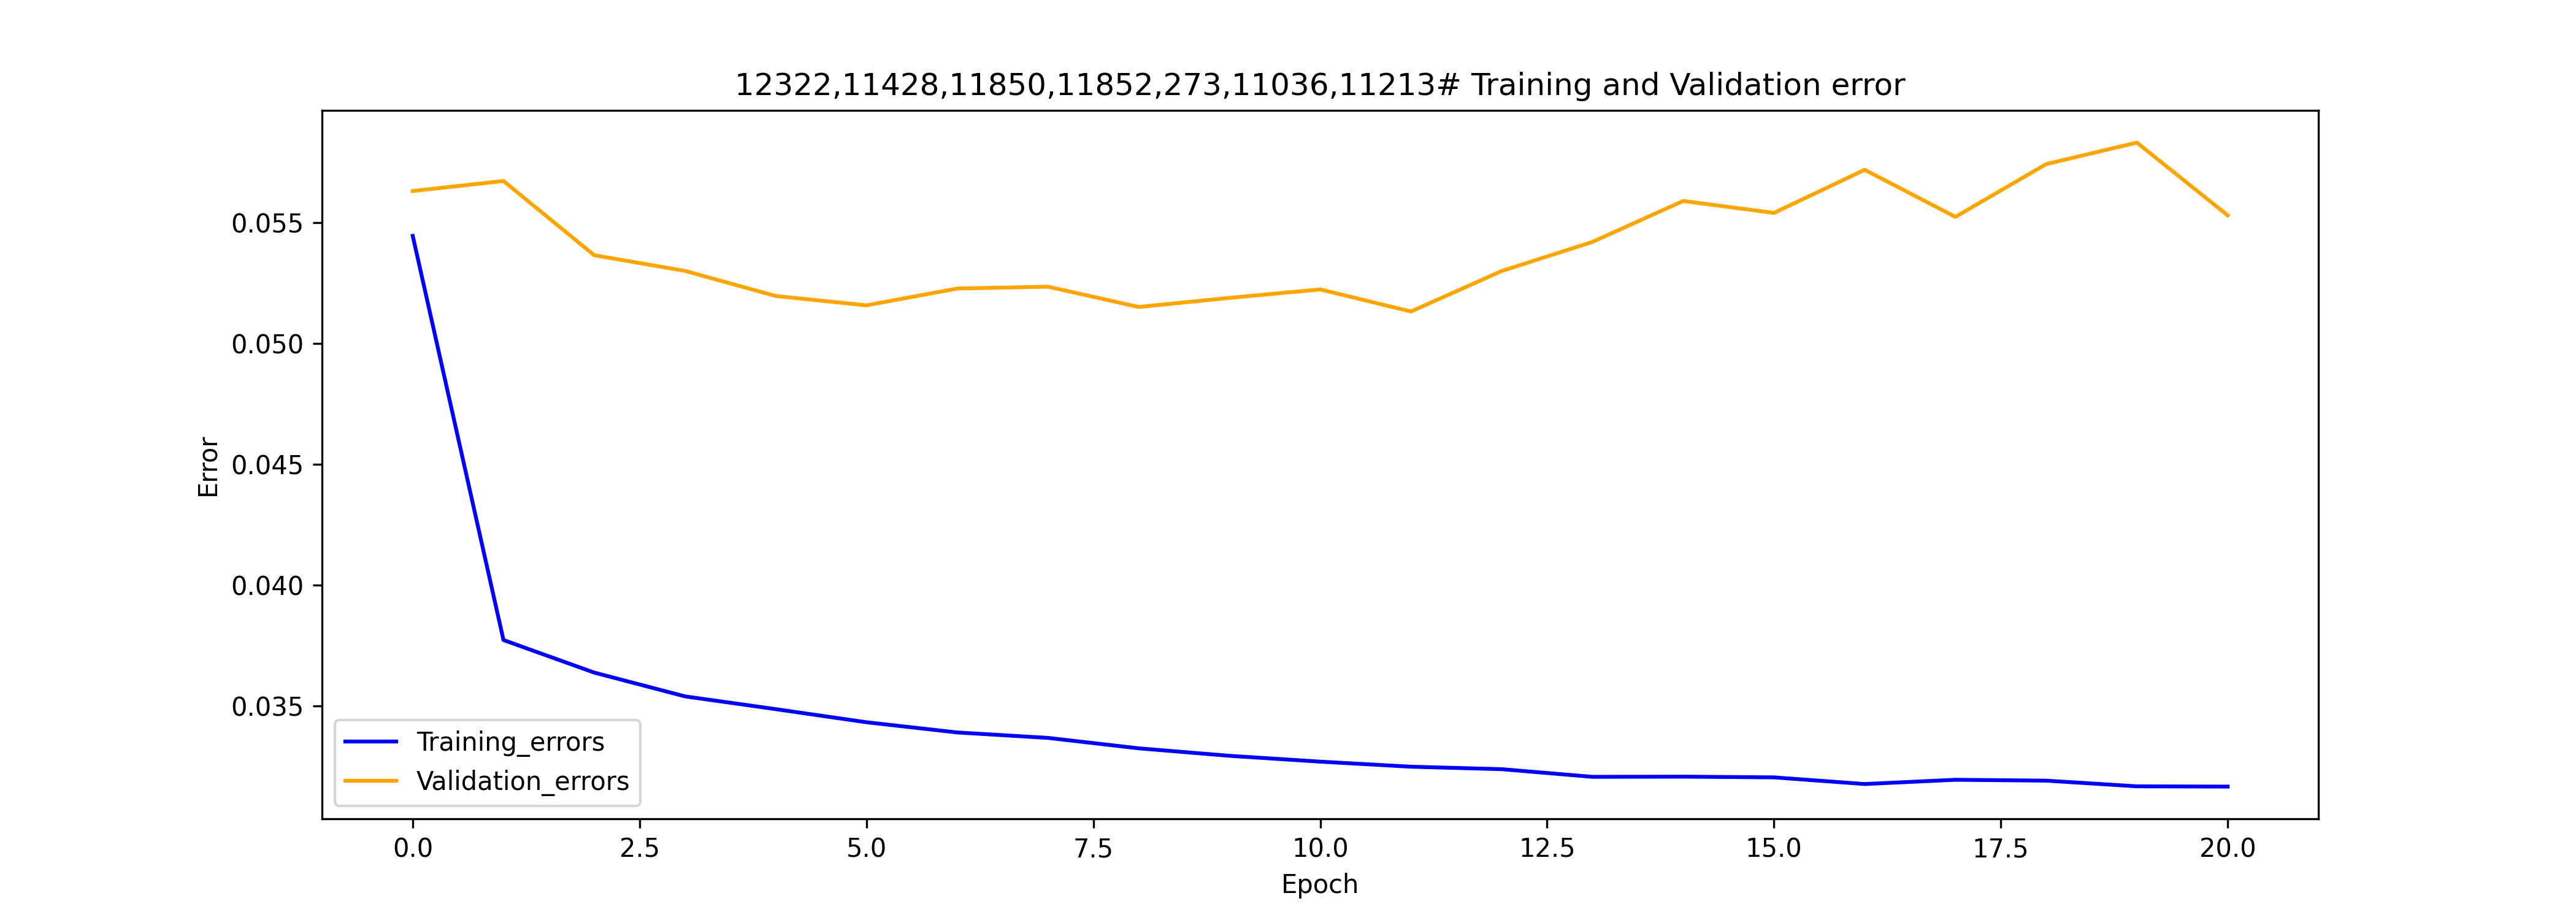 12322,11428,11850,11852,273,11036,11213# Training and Validation error
Error
0.055
0.050
0.045
0.040
0.035
Training_errors
Validation_errors
0.0 2.5 5.0 7.5 10.0 12.5 15.0 17.5 20.0
Epoch